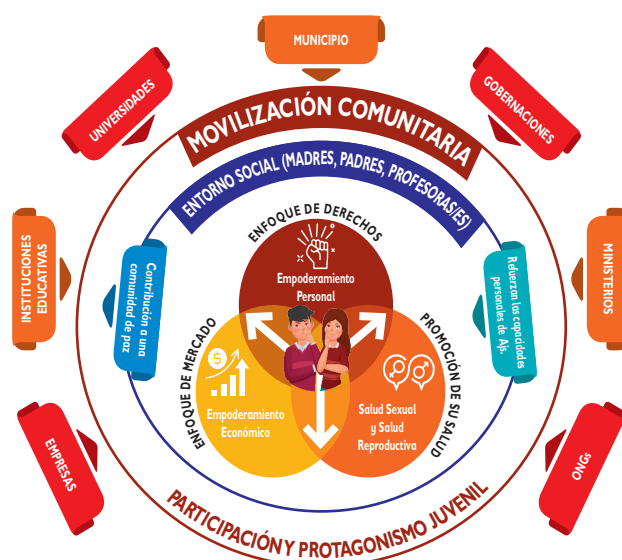 MUNICIPIO
UNIVERSIDADES
GOBERNACIONES
MOVILIZACIÓN COMUNITARIA
ENTORNO SOCIAL (MADRES, PADRES, PROFESORAS/ES)
INSTITUCIONES
EDUCATIVAS
MINISTERIOS
Contribución a una
comunidad de paz
Refuerzan las capacidades
personales de AJs.
ENFOQUE DE DERECHOS
Empoderamiento
Personal
ENFOQUE DE MERCADO
$
Empoderamiento
Económico
PROMOCIÓN DE SU SALUD
Salud Sexual
y Salud
Reproductiva
EMPRESAS
ONGs
PARTICIPACIÓN Y PROTAGONISMO JUVENIL